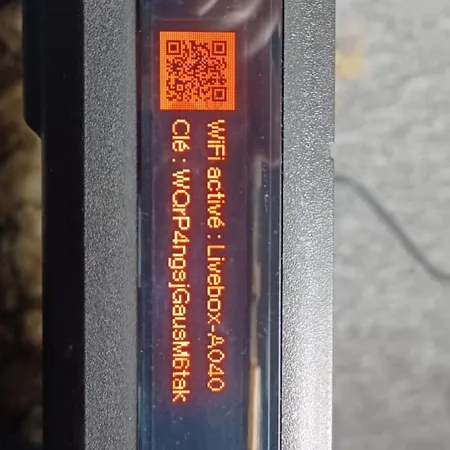 WiFi activé : Livebox-A040
Clé : WQrP4ngsjGausM6tak